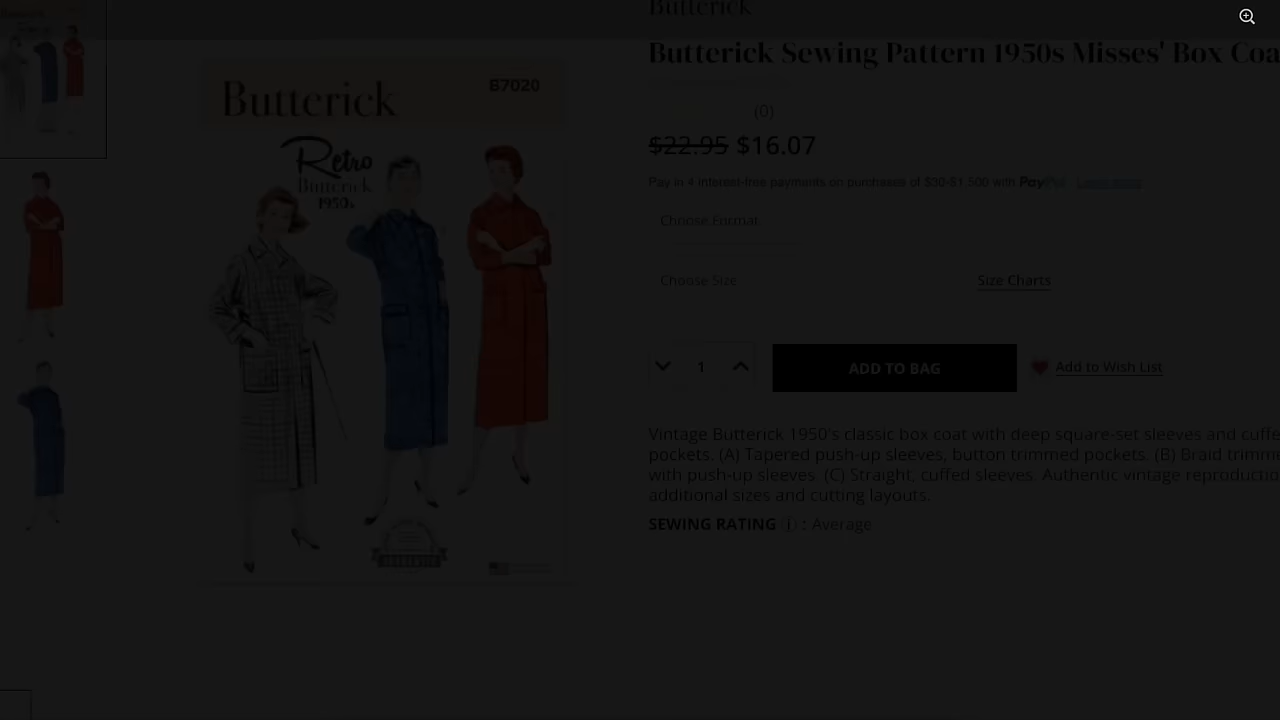 Butterick
Butterick Sewing Pattern 1950s Misses' Box Coa
(0)
$22.95 $16.07
Pay in 4 interest-free payments on purchases of $30-$1,500 with PayPal. Learn more
Choose Format
Choose Size
Size Charts
1
ADD TO BAG
Add to Wish List
Vintage Butterick 1950's classic box coat with deep square-set sleeves and cuffe
pockets. (A) Tapered push-up sleeves, button trimmed pockets. (B) Braid trimm
with push-up sleeves. (C) Straight, cuffed sleeves. Authentic vintage reproductio
additional sizes and cutting layouts.
SEWING RATING ⓘ : Average
Butterick
B7020
Retro
Butterick
1950s